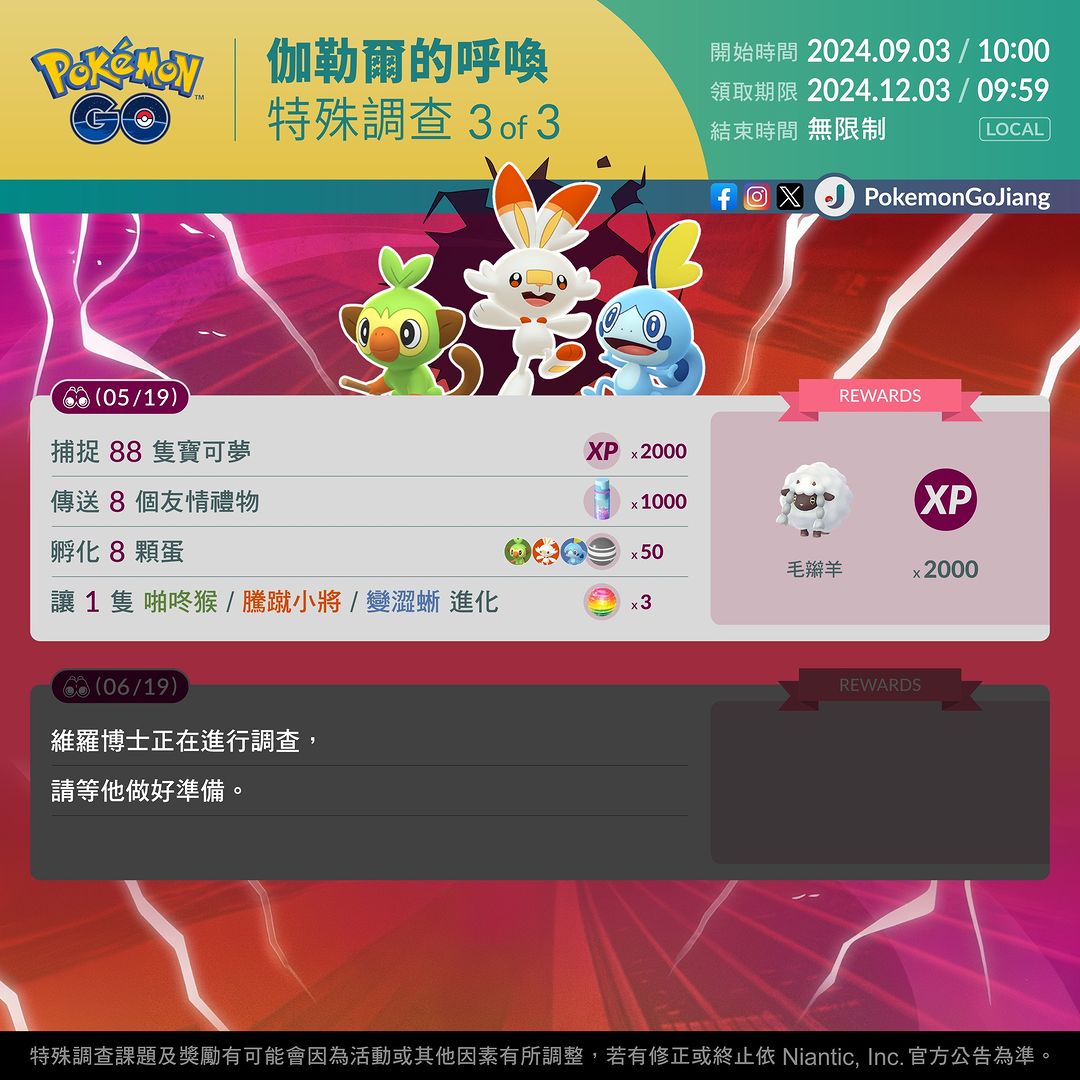 POKÉMON GO
TM
伽勒爾的呼喚
特殊調查 3 of 3
開始時間 2024.09.03 / 10:00
領取期限 2024.12.03 / 09:59
結束時間 無限制 LOCAL
PokemonGoJiang
(05/19)
REWARDS
捕捉 88 隻寶可夢 XP x2000
傳送 8 個友情禮物 x1000
孵化 8 顆蛋 x50
讓 1 隻 啪咚猴 / 騰蹴小將 / 變澀蜥 進化 x3
XP
毛辮羊 x2000
(06/19)
REWARDS
維羅博士正在進行調查，
請等他做好準備。
特殊調查課題及獎勵有可能會因為活動或其他因素有所調整，若有修正或終止依 Niantic, Inc. 官方公告為準。